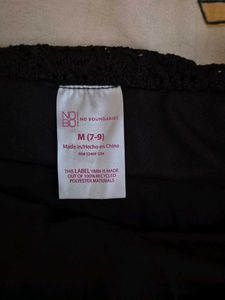 NO
BO
NO BOUNDARIES
M (7-9)
Made in/Hecho en China
THIS LABEL YARN IS MADE
OUT OF 100% RECYCLED
POLYESTER MATERIALS